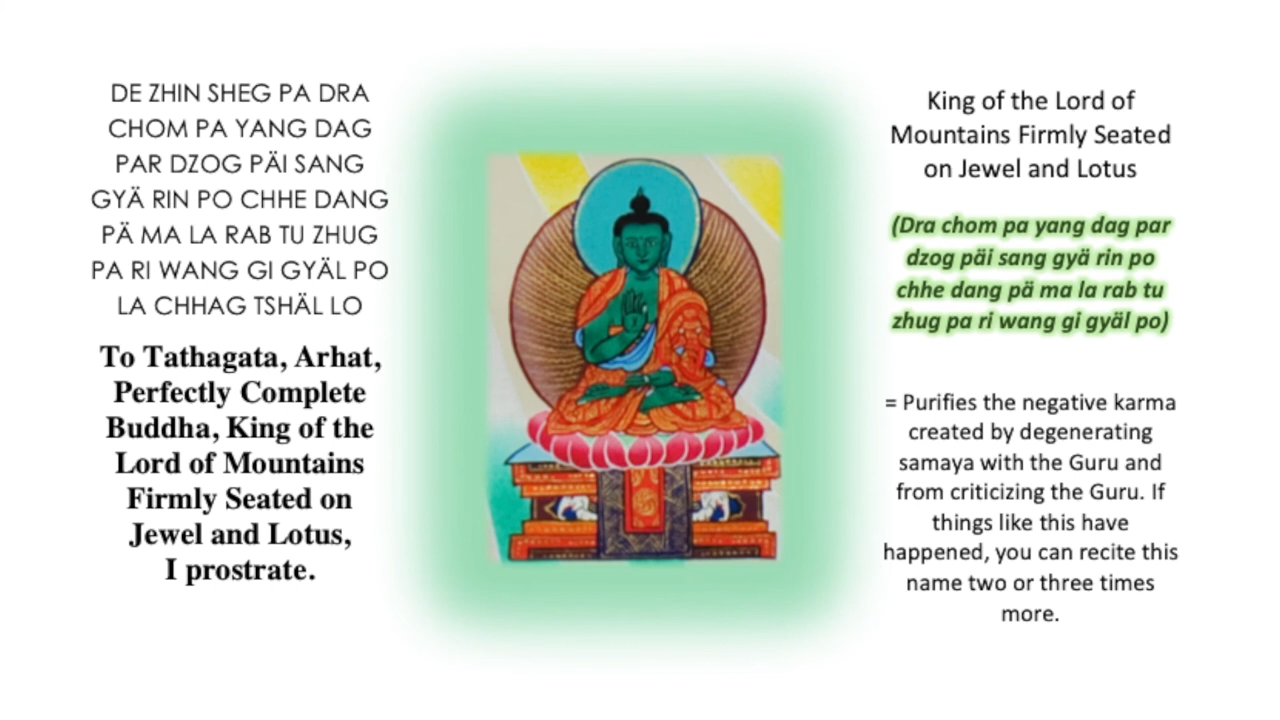 DE ZHIN SHEG PA DRA
CHOM PA YANG DAG
PAR DZOG PÄI SANG
GYÄ RIN PO CHHE DANG
PÄ MA LA RAB TU ZHUG
PA RI WANG GI GYÄL PO
LA CHHAG TSHÄL LO
To Tathagata, Arhat,
Perfectly Complete
Buddha, King of the
Lord of Mountains
Firmly Seated on
Jewel and Lotus,
I prostrate.
King of the Lord of
Mountains Firmly Seated
on Jewel and Lotus
(Dra chom pa yang dag par
dzog päi sang gyä rin po
chhe dang pä ma la rab tu
zhug pa ri wang gi gyäl po)
= Purifies the negative karma
created by degenerating
samaya with the Guru and
from criticizing the Guru. If
things like this have
happened, you can recite this
name two or three times
more.